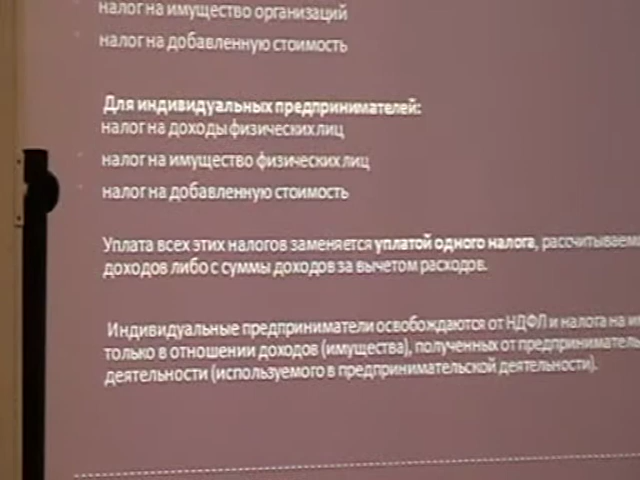 налог на имущество организаций
налог на добавленную стоимость
Для индивидуальных предпринимателей:
налог на доходы физических лиц
налог на имущество физических лиц
налог на добавленную стоимость
Уплата всех этих налогов заменяется уплатой одного налога, рассчитываем
доходов либо с суммы доходов за вычетом расходов.
Индивидуальные предприниматели освобождаются от НДФЛ и налога на им
только в отношении доходов (имущества), полученных от предприниматель
деятельности (используемого в предпринимательской деятельности).